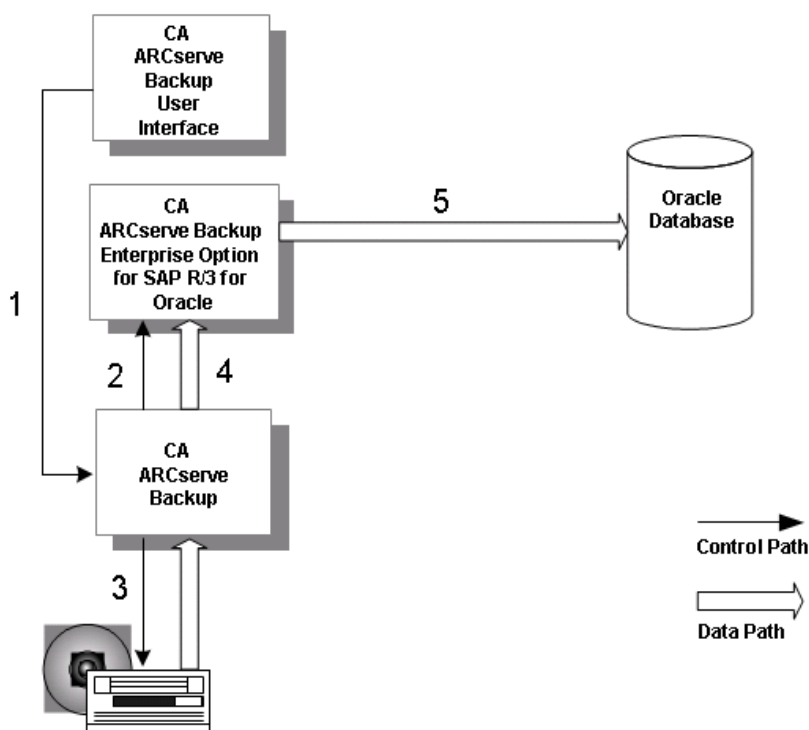 CA
ARCserve
Backup
User
Interface
CA
ARCserve Backup
Enterprise Option
for SAP R/3 for
Oracle
5
Oracle
Database
1
2
4
CA
ARCserve
Backup
3
Control Path
Data Path